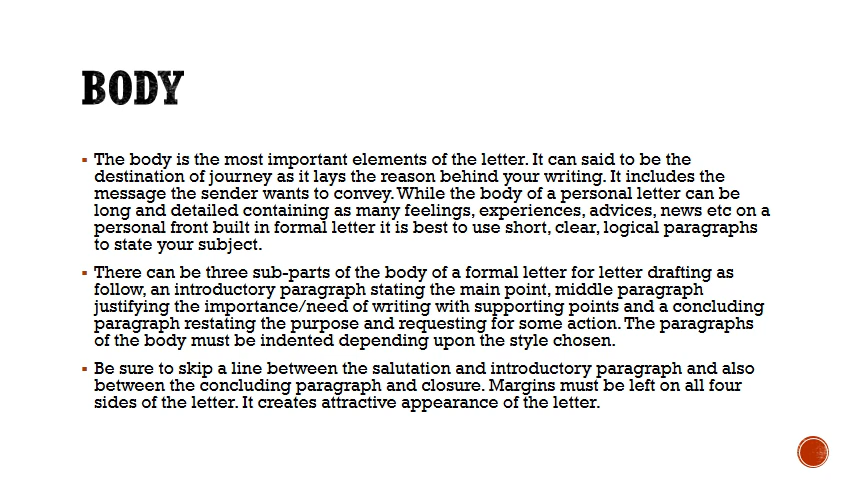 BODY
▪ The body is the most important elements of the letter. It can said to be the
destination of journey as it lays the reason behind your writing. It includes the
message the sender wants to convey. While the body of a personal letter can be
long and detailed containing as many feelings, experiences, advices, news etc on a
personal front built in formal letter it is best to use short, clear, logical paragraphs
to state your subject.
▪ There can be three sub-parts of the body of a formal letter for letter drafting as
follow, an introductory paragraph stating the main point, middle paragraph
justifying the importance/need of writing with supporting points and a concluding
paragraph restating the purpose and requesting for some action. The paragraphs
of the body must be indented depending upon the style chosen.
▪ Be sure to skip a line between the salutation and introductory paragraph and also
between the concluding paragraph and closure. Margins must be left on all four
sides of the letter. It creates attractive appearance of the letter.